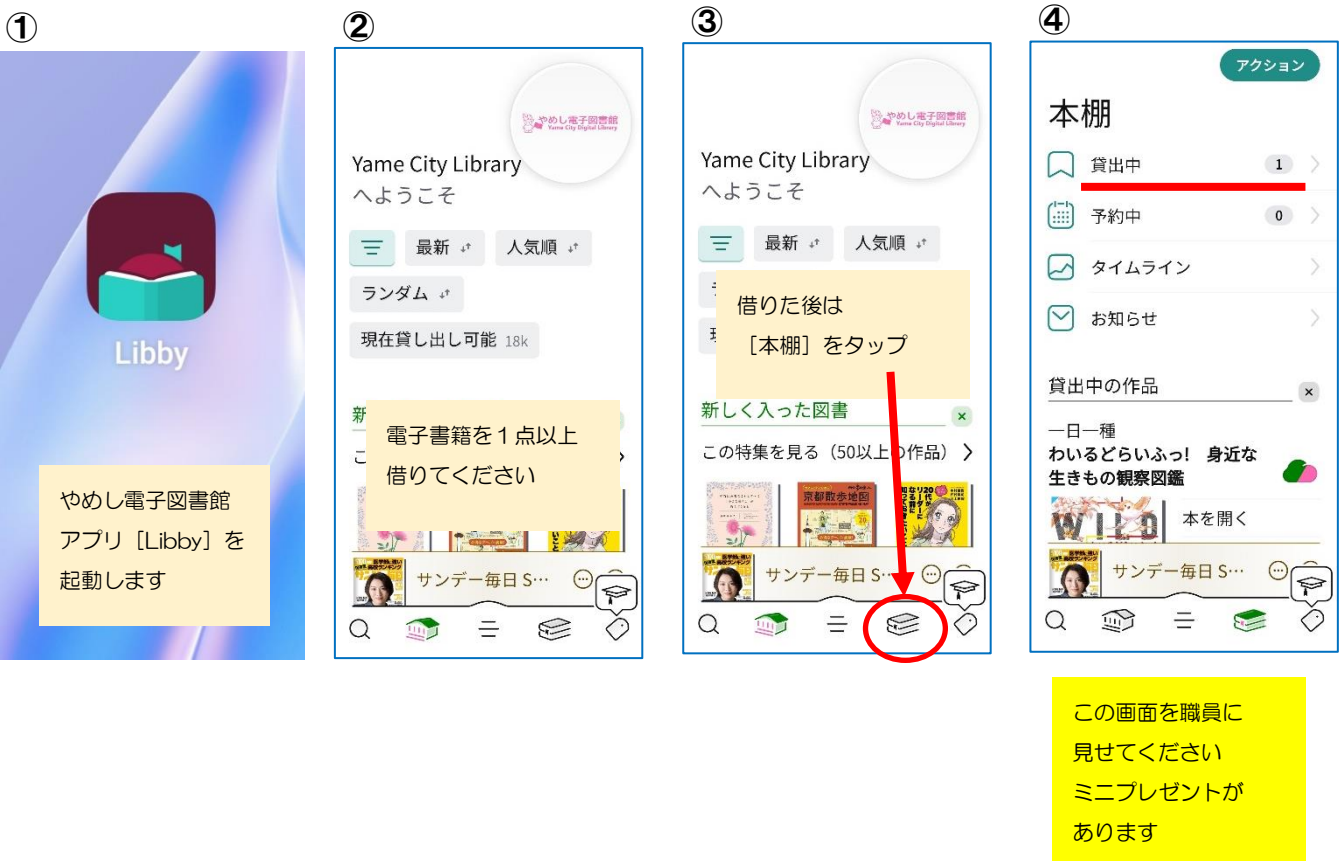 ①
Libby
やめし電子図書館
アプリ［Libby］を
起動します
②
やめし電子図書館
Yame City Digital Library
Yame City Library
へようこそ
最新
人気順
ランダム
現在貸し出し可能 18k
新
電子書籍を１点以上
借りてください
サンデー毎日 S…
③
やめし電子図書館
Yame City Digital Library
Yame City Library
へようこそ
最新
人気順
借りた後は
［本棚］をタップ
新しく入った図書
この特集を見る（50以上の作品）
京都散歩地図
サンデー毎日 S…
④
アクション
本棚
貸出中 1
予約中 0
タイムライン
お知らせ
貸出中の作品
一日一種
わいるどらいふっ! 身近な
生きもの観察図鑑
WILD
本を開く
サンデー毎日 S…
この画面を職員に
見せてください
ミニプレゼントが
あります